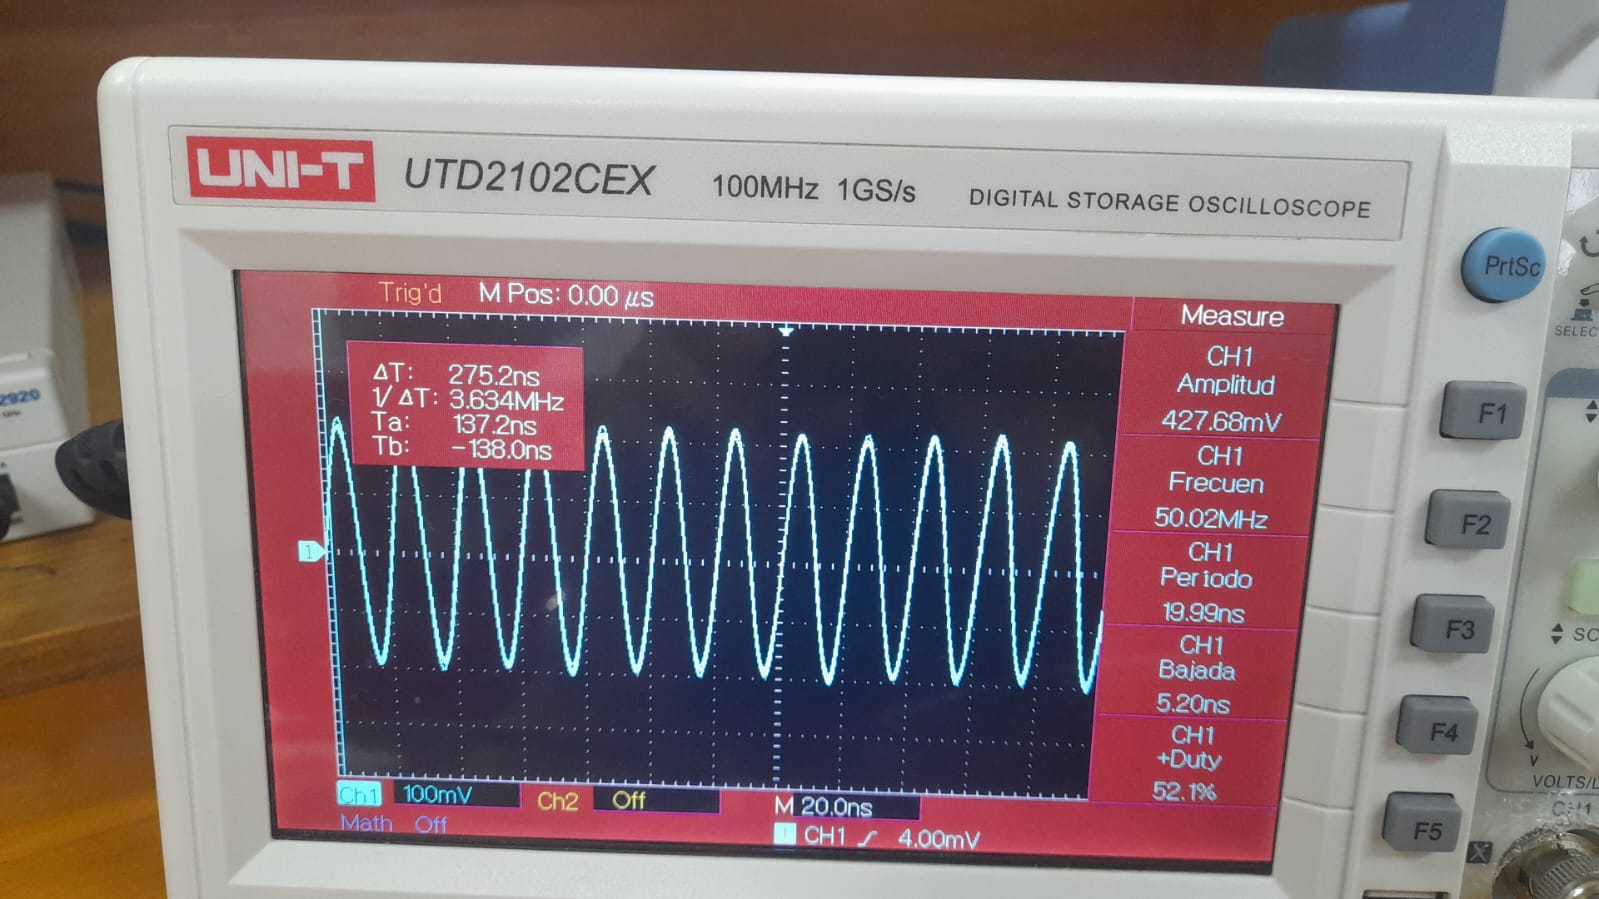 UNI-T UTD2102CEX 100MHz 1GS/s DIGITAL STORAGE OSCILLOSCOPE
PrtSc
Trig'd M Pos: 0.00 µs
ΔT: 275.2ns
1/ΔT: 3.634MHz
Ta: 137.2ns
Tb: -138.0ns
1
Measure
CH1
Amplitud
427.68mV
CH1
Frecuen
50.02MHz
CH1
Período
19.99ns
CH1
Bajada
5.20ns
CH1
+Duty
52.1%
Ch1 100mV Ch2 Off M 20.0ns
Math Off CH1 4.00mV
F1
F2
F3
F4
F5
SELEC
SC
VOLTS/
CH1
2920